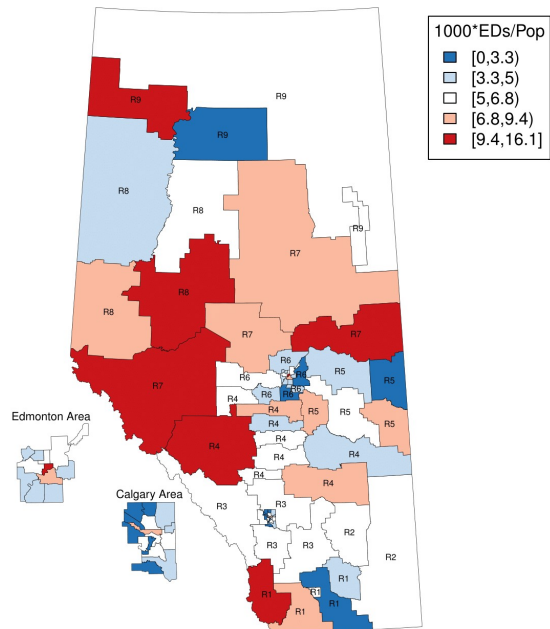 1000*EDs/Pop
[0,3.3)
[3.3,5)
[5,6.8)
[6.8,9.4)
[9.4,16.1]
R9
R9
R9
R8
R8
R9
R7
R8
R8
R7
R7
R6
R5
R7
R6
R6
R5
R6
R6
R6
R4
R4
R5
R5
Edmonton Area
R4
R5
R4
R4
R4
R4
R4
R4
Calgary Area
R3
R3
R2
R3
R3
R2
R1
R1
R1
R1
R1